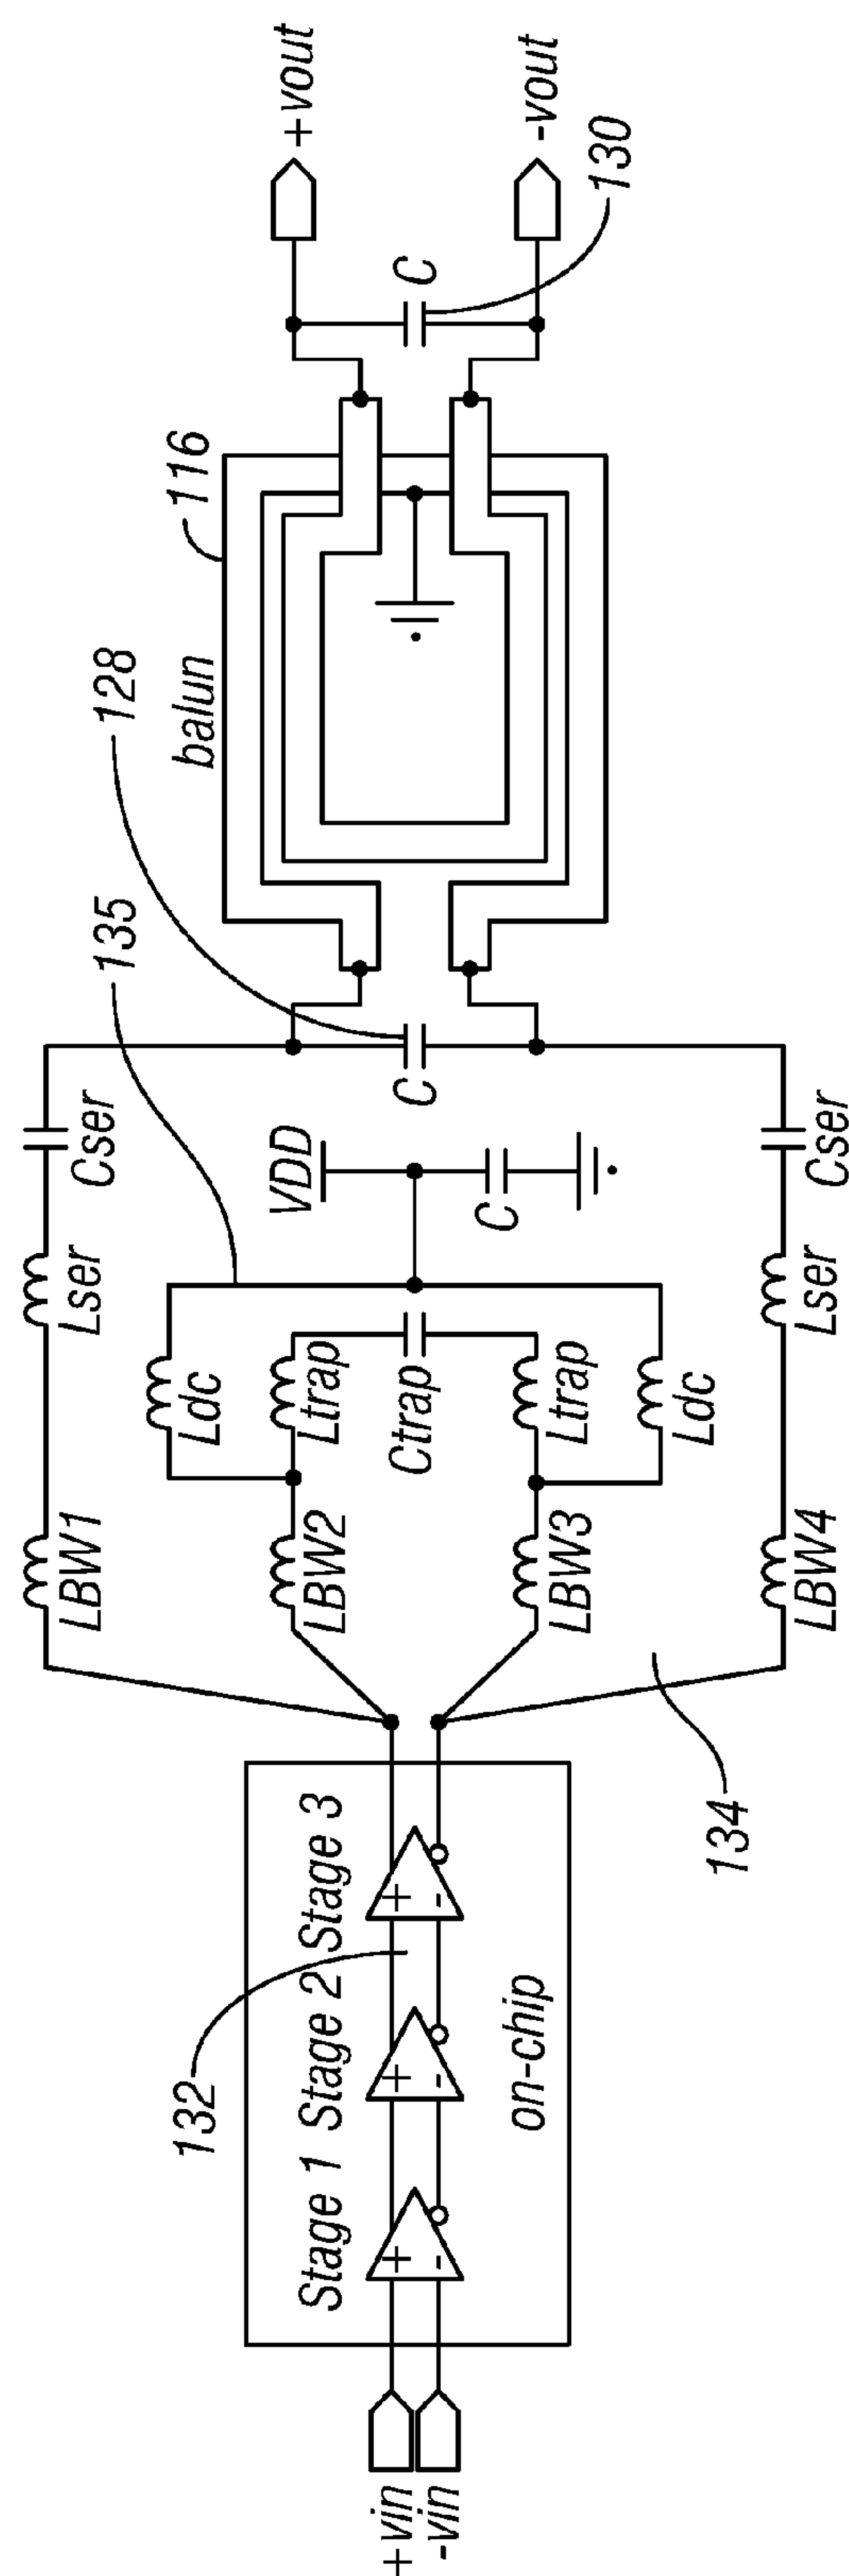 +vin
-vin
Stage 1
Stage 2
Stage 3
132
on-chip
134
LBW1
LBW2
LBW3
LBW4
Ldc
Ltrap
Ctrap
Ltrap
Ldc
Lser
Cser
Lser
Cser
VDD
C
135
128
C
balun
116
C
130
+vout
-vout
+
-
+
-
+
-